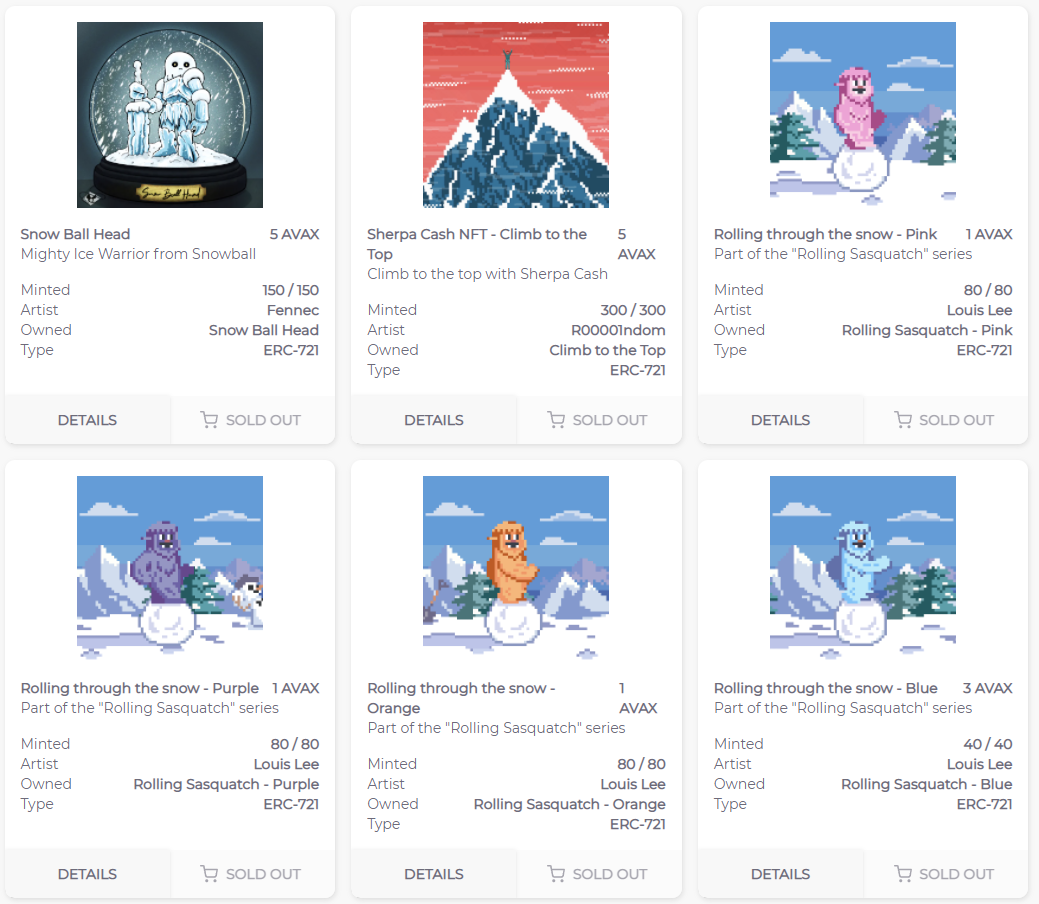 Snow Ball Head
Snow Ball Head 5 AVAX
Mighty Ice Warrior from Snowball
Minted 150 / 150
Artist Fennec
Owned Snow Ball Head
Type ERC-721
DETAILS SOLD OUT
Sherpa Cash NFT - Climb to the 5
Top AVAX
Climb to the top with Sherpa Cash
Minted 300 / 300
Artist R00001ndom
Owned Climb to the Top
Type ERC-721
DETAILS SOLD OUT
Rolling through the snow - Pink 1 AVAX
Part of the "Rolling Sasquatch" series
Minted 80 / 80
Artist Louis Lee
Owned Rolling Sasquatch - Pink
Type ERC-721
DETAILS SOLD OUT
Rolling through the snow - Purple 1 AVAX
Part of the "Rolling Sasquatch" series
Minted 80 / 80
Artist Louis Lee
Owned Rolling Sasquatch - Purple
Type ERC-721
DETAILS SOLD OUT
Rolling through the snow - 1
Orange AVAX
Part of the "Rolling Sasquatch" series
Minted 80 / 80
Artist Louis Lee
Owned Rolling Sasquatch - Orange
Type ERC-721
DETAILS SOLD OUT
Rolling through the snow - Blue 3 AVAX
Part of the "Rolling Sasquatch" series
Minted 40 / 40
Artist Louis Lee
Owned Rolling Sasquatch - Blue
Type ERC-721
DETAILS SOLD OUT